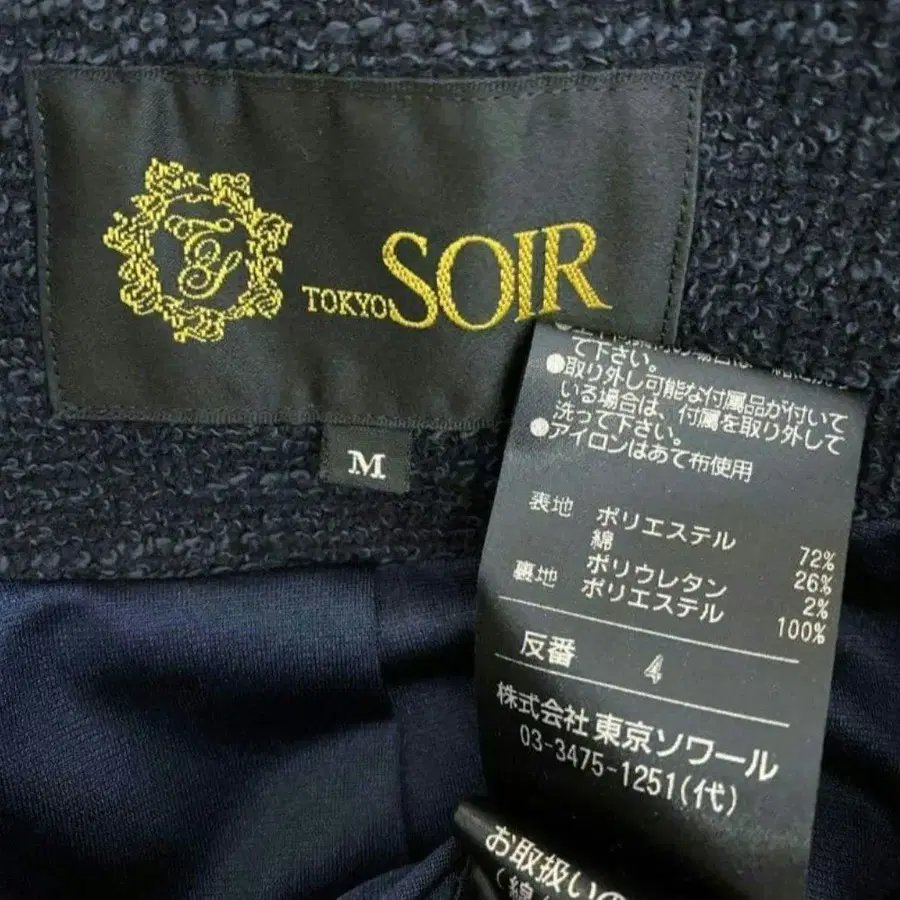 TS
TOKYO SOIR
M
て下さい。
●取り外し可能な付属品が付いて
いる場合は、付属を取り外して
洗って下さい。
●アイロンはあて布使用
表地 ポリエステル 72%
綿 26%
ポリウレタン 2%
裏地 ポリエステル 100%
反番 4
株式会社 東京ソワール
03-3475-1251(代)
お取扱いの